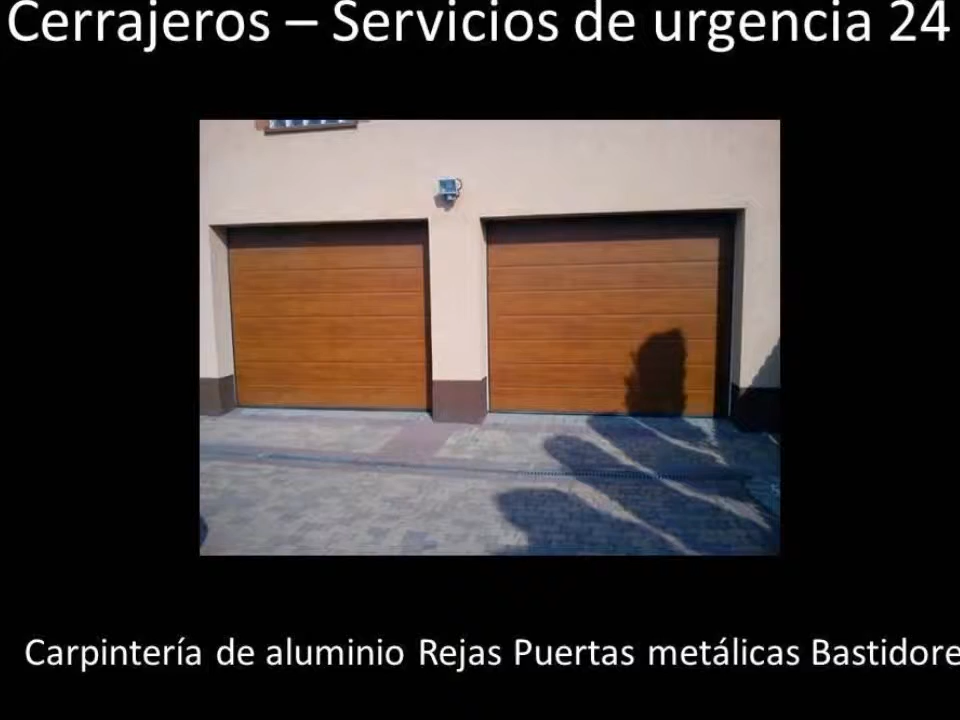 Cerrajeros – Servicios de urgencia 24
Carpintería de aluminio Rejas Puertas metálicas Bastidore